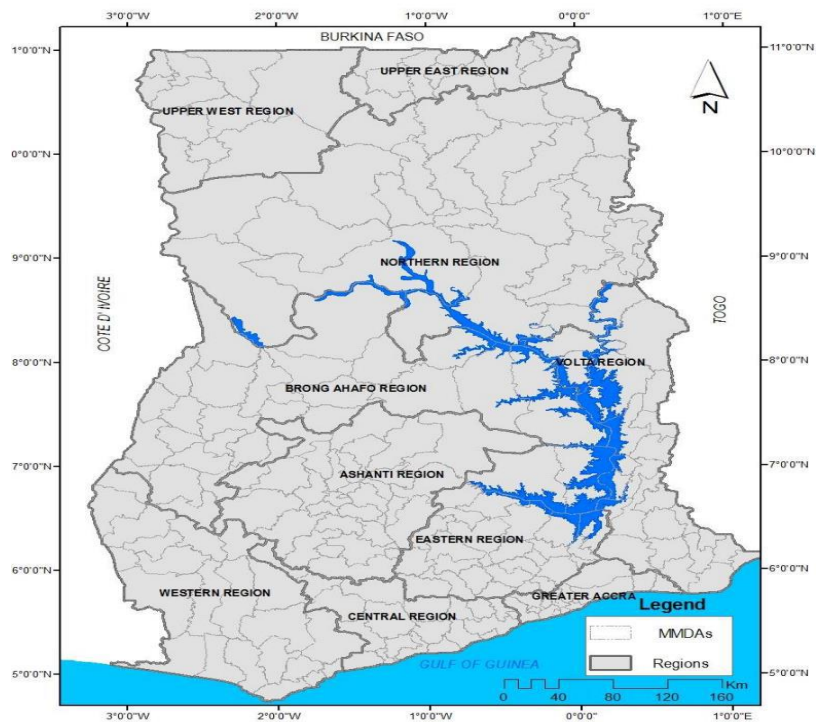 3°0'0"W 2°0'0"W 1°0'0"W 0°0'0" 1°0'0"E
BURKINA FASO
1°0'0"N 11°0'0"N
UPPER EAST REGION
UPPER WEST REGION
N
0°0'0"N 10°0'0"N
9°0'0"N 9°0'0"N
NORTHERN REGION
COTE D' IVOIRE
TOGO
8°0'0"N 8°0'0"N
VOLTA REGION
BRONG AHAFO REGION
7°0'0"N 7°0'0"N
ASHANTI REGION
EASTERN REGION
6°0'0"N 6°0'0"N
WESTERN REGION
GREATER ACCRA
CENTRAL REGION
Legend
MMDAs
Regions
GULF OF GUINEA
5°0'0"N 5°0'0"N
Km
0 20 40 80 120 160
3°0'0"W 2°0'0"W 1°0'0"W 0°0'0" 1°0'0"E